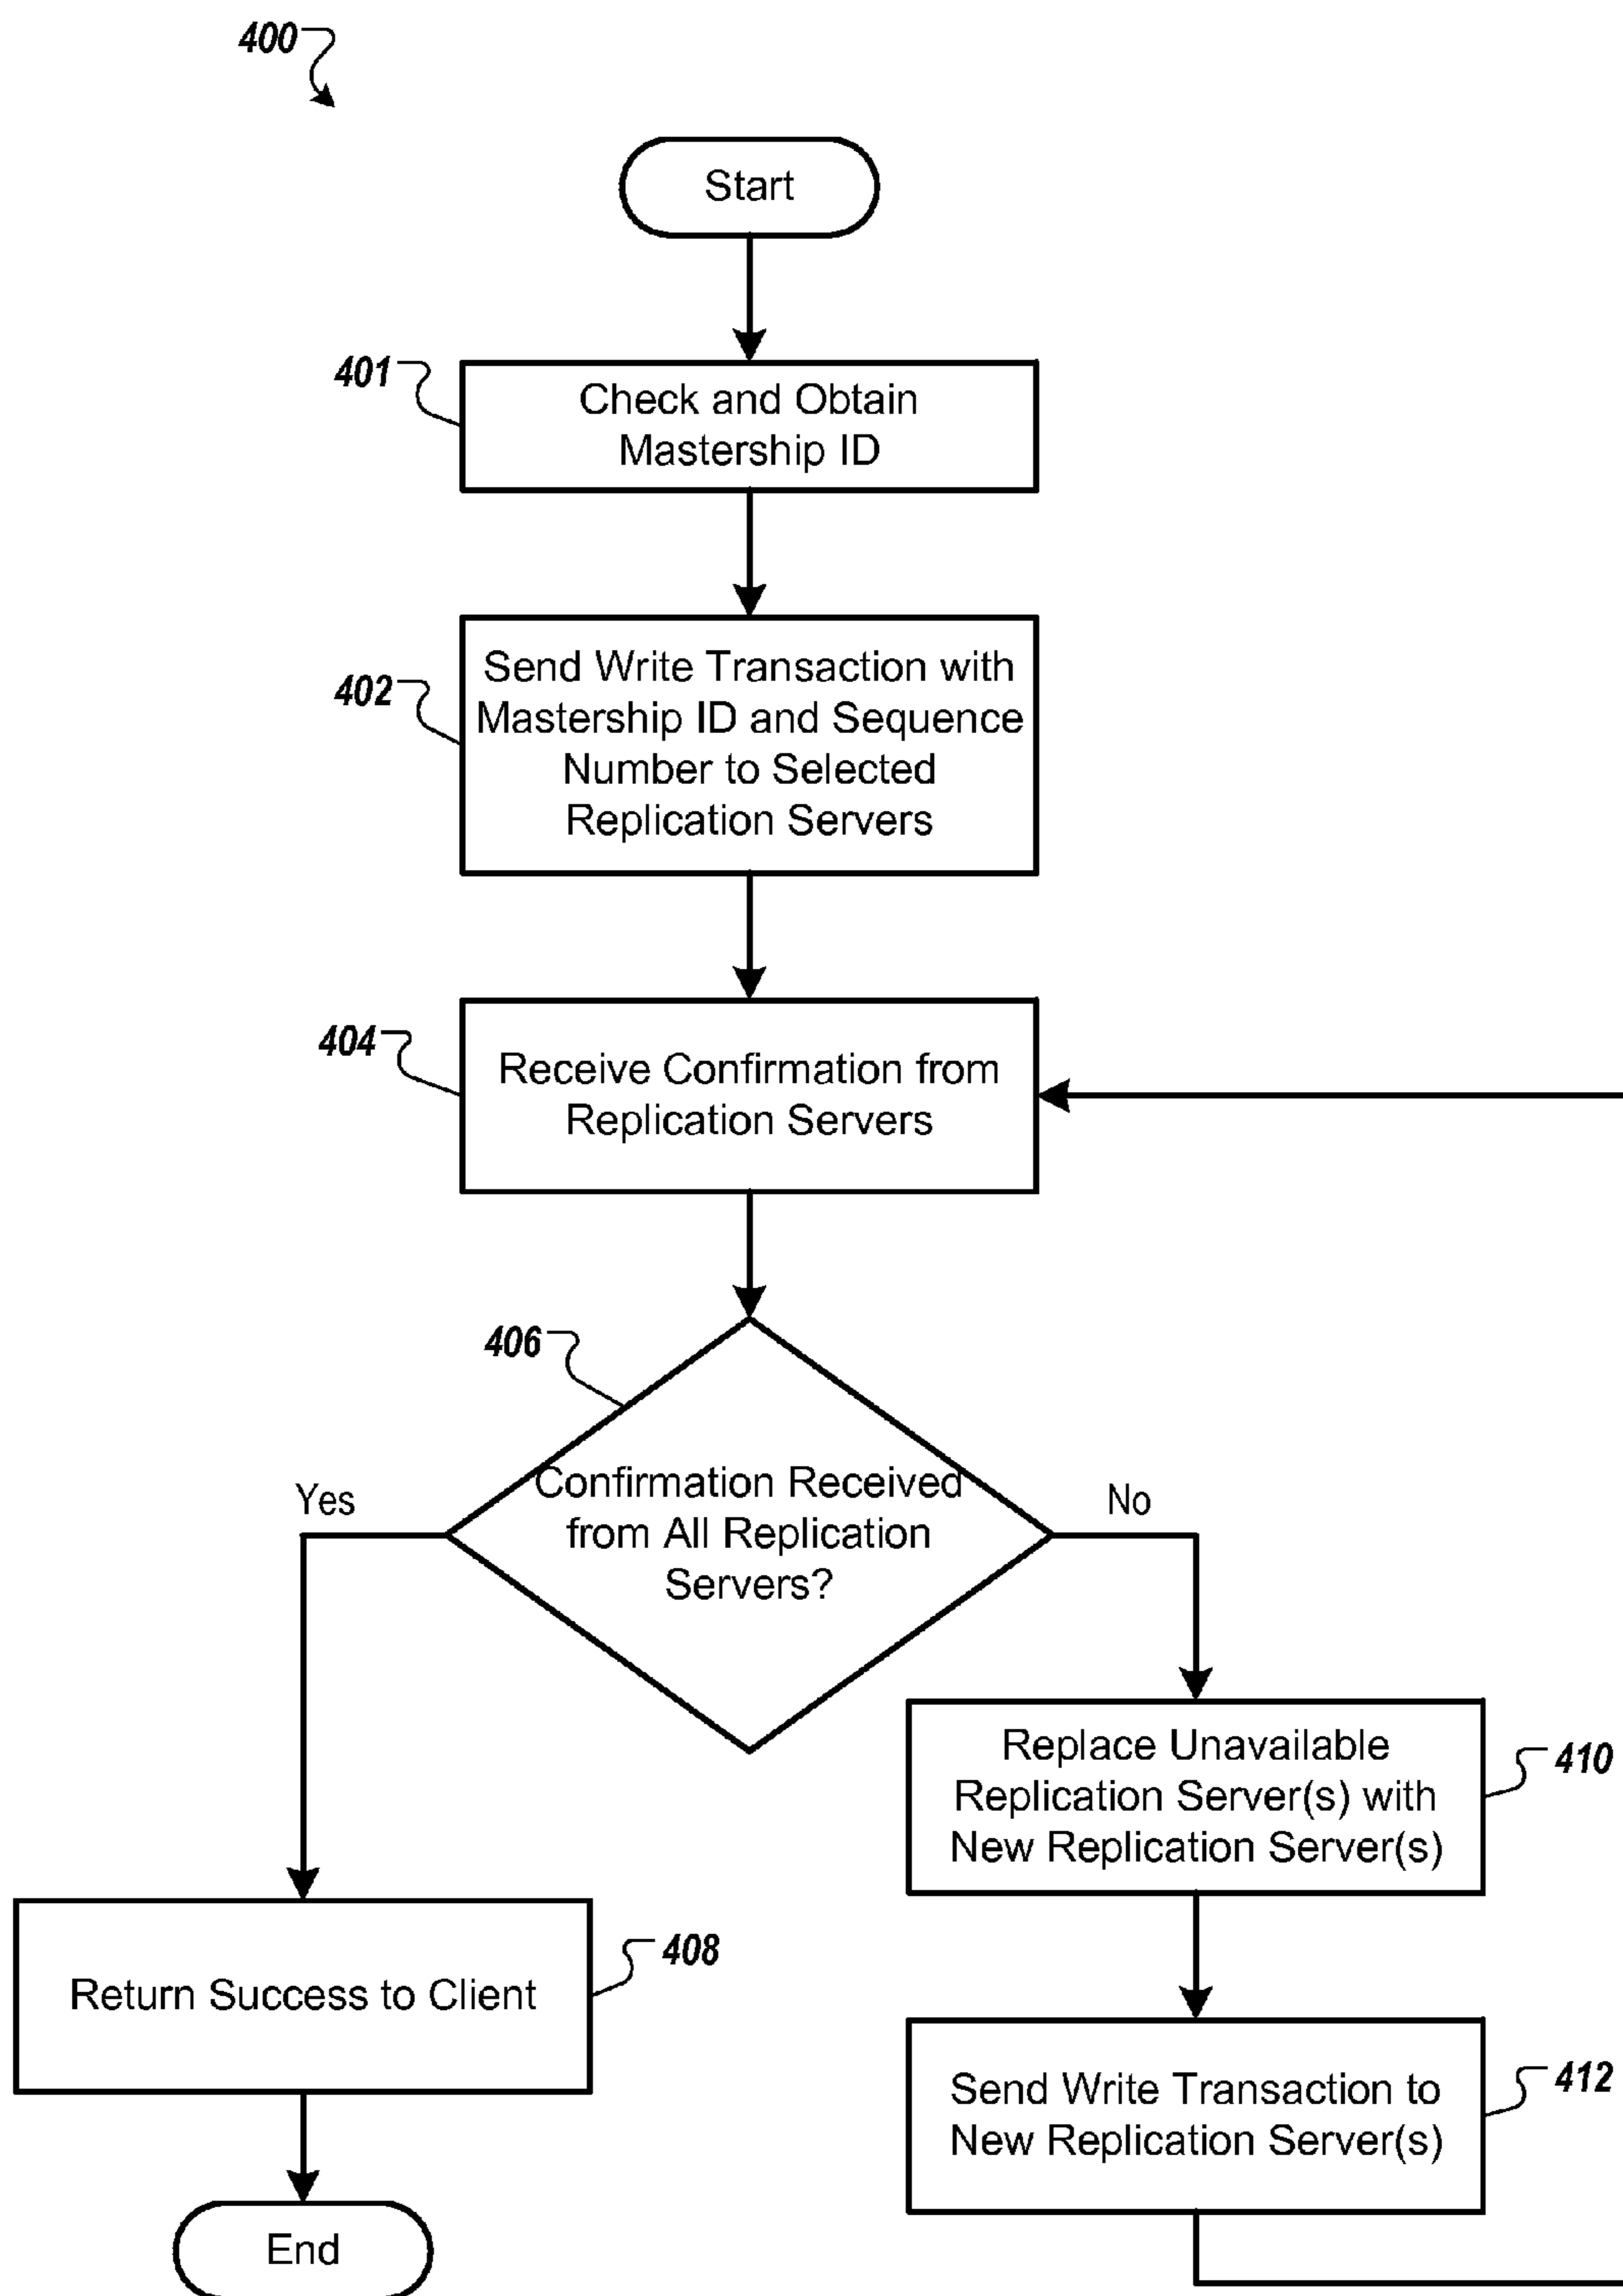 400
Start
401
Check and Obtain
Mastership ID
402
Send Write Transaction with
Mastership ID and Sequence
Number to Selected
Replication Servers
404
Receive Confirmation from
Replication Servers
406
Confirmation Received
from All Replication
Servers?
Yes
No
Replace Unavailable
Replication Server(s) with
New Replication Server(s)
410
Return Success to Client
408
Send Write Transaction to
New Replication Server(s)
412
End